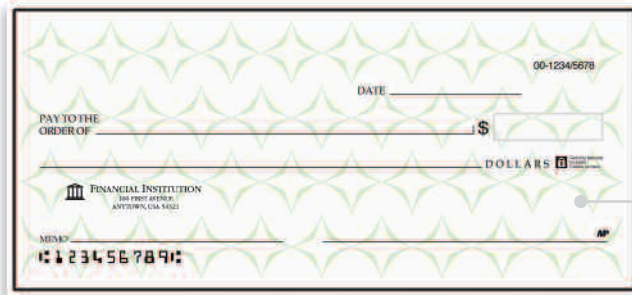 00-1234/5678
DATE
PAY TO THE
ORDER OF
$
DOLLARS
FINANCIAL INSTITUTION
100 FIRST AVENUE
ANYTOWN, USA 54321
MEMO
MP
⑆123456789⑆